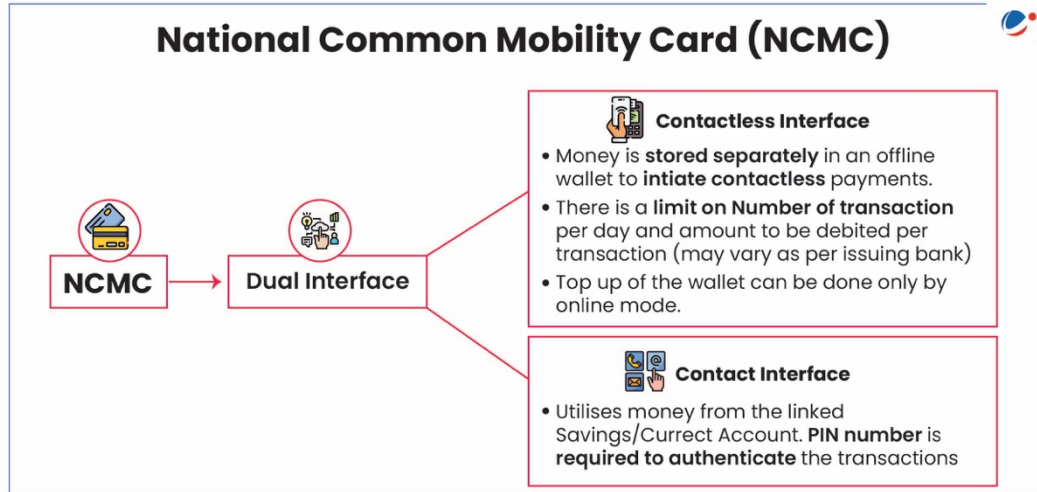 National Common Mobility Card (NCMC)
NCMC
Dual Interface
Contactless Interface
• Money is stored separately in an offline
wallet to intiate contactless payments.
• There is a limit on Number of transaction
per day and amount to be debited per
transaction (may vary as per issuing bank)
• Top up of the wallet can be done only by
online mode.
Contact Interface
• Utilises money from the linked
Savings/Currect Account. PIN number is
required to authenticate the transactions